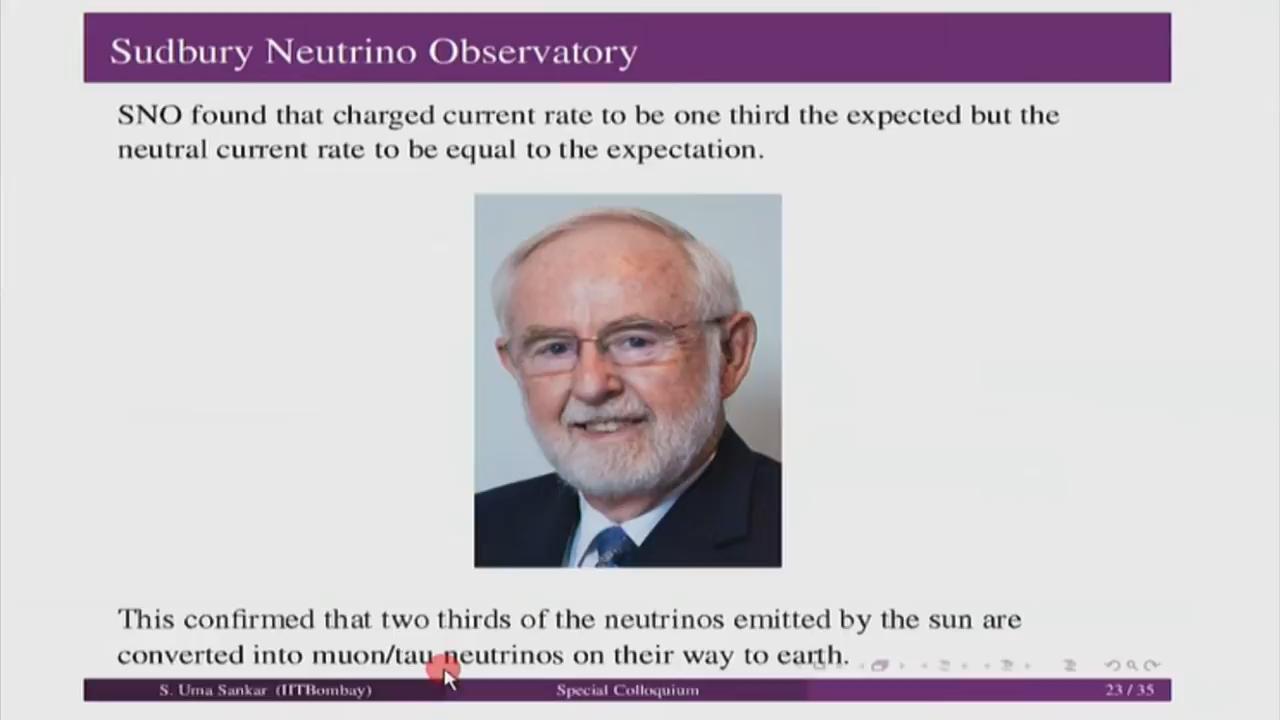 Sudbury Neutrino Observatory
SNO found that charged current rate to be one third the expected but the
neutral current rate to be equal to the expectation.
This confirmed that two thirds of the neutrinos emitted by the sun are
converted into muon/tau neutrinos on their way to earth.
S. Uma Sankar (IITBombay)
Special Colloquium
23 / 35